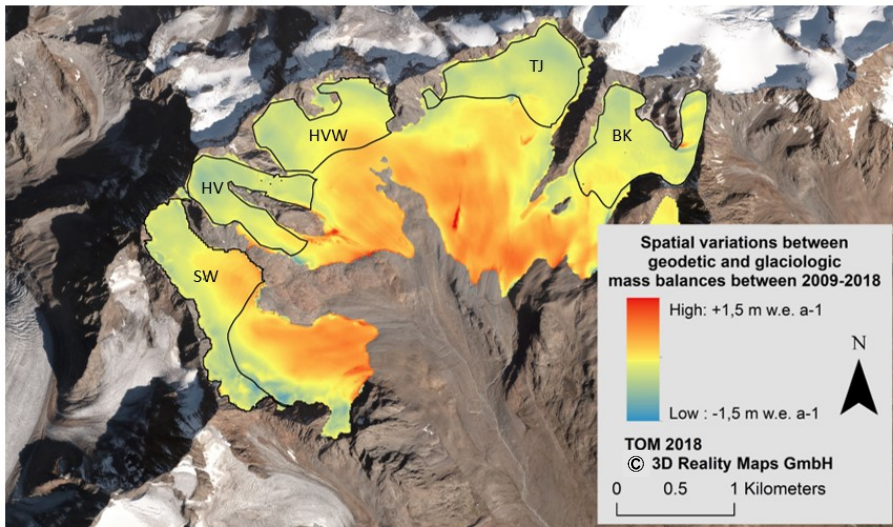 TJ
HVW
BK
HV
SW
Spatial variations between
geodetic and glaciologic
mass balances between 2009-2018
High: +1,5 m w.e. a-1
Low : -1,5 m w.e. a-1
N
TOM 2018
© 3D Reality Maps GmbH
0 0.5 1 Kilometers